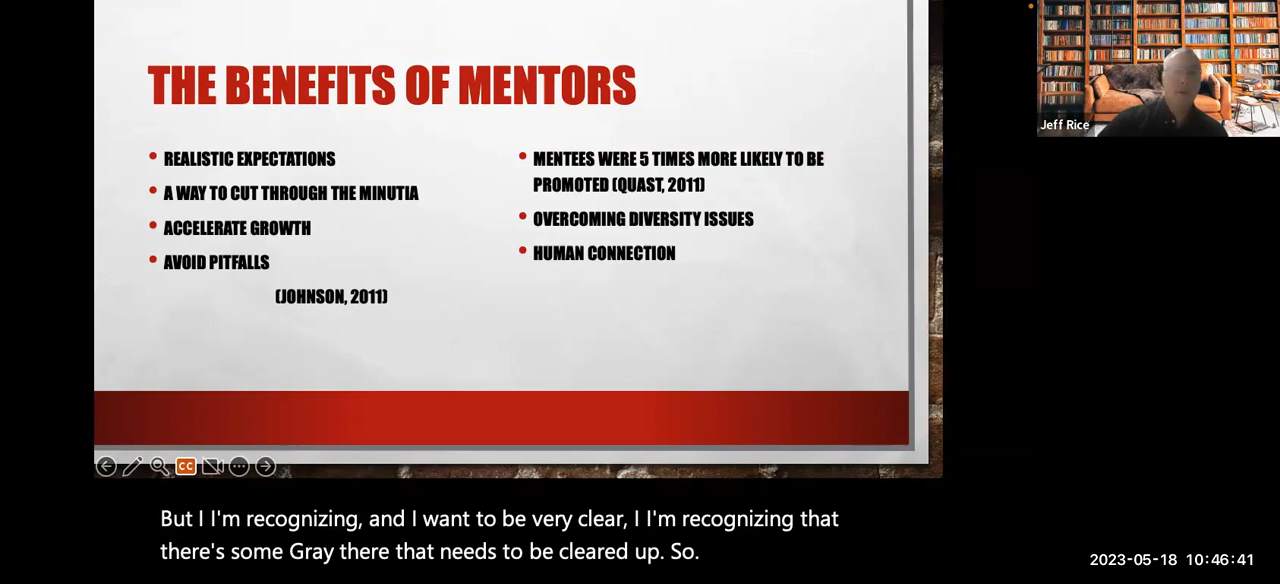 THE BENEFITS OF MENTORS
• REALISTIC EXPECTATIONS
• A WAY TO CUT THROUGH THE MINUTIA
• ACCELERATE GROWTH
• AVOID PITFALLS
(JOHNSON, 2011)
• MENTEES WERE 5 TIMES MORE LIKELY TO BE
PROMOTED (QUAST, 2011)
• OVERCOMING DIVERSITY ISSUES
• HUMAN CONNECTION
Jeff Rice
CC
But I I'm recognizing, and I want to be very clear, I I'm recognizing that
there's some Gray there that needs to be cleared up. So.
2023-05-18 10:46:41